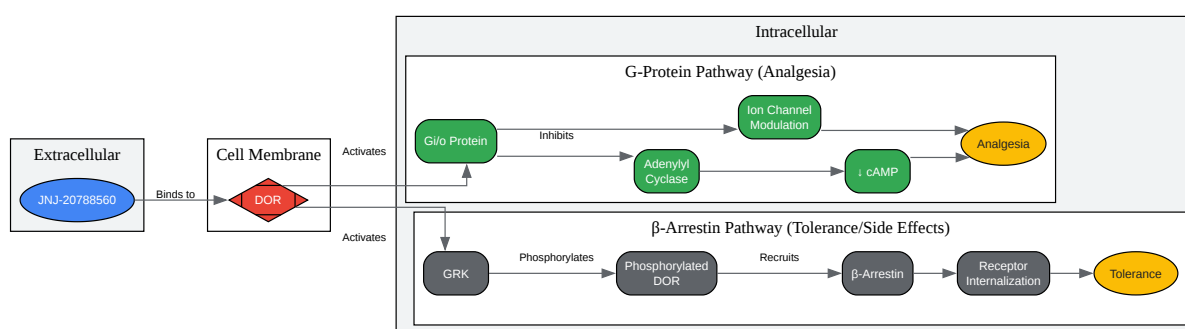 Intracellular
G-Protein Pathway (Analgesia)
Ion Channel
Modulation
Gi/o Protein
Inhibits
Analgesia
Adenylyl
Cyclase
↓ cAMP
Extracellular
JNJ-20788560
Binds to
Cell Membrane
DOR
Activates
Activates
β-Arrestin Pathway (Tolerance/Side Effects)
GRK
Phosphorylates
Phosphorylated
DOR
Recruits
β-Arrestin
Receptor
Internalization
Tolerance